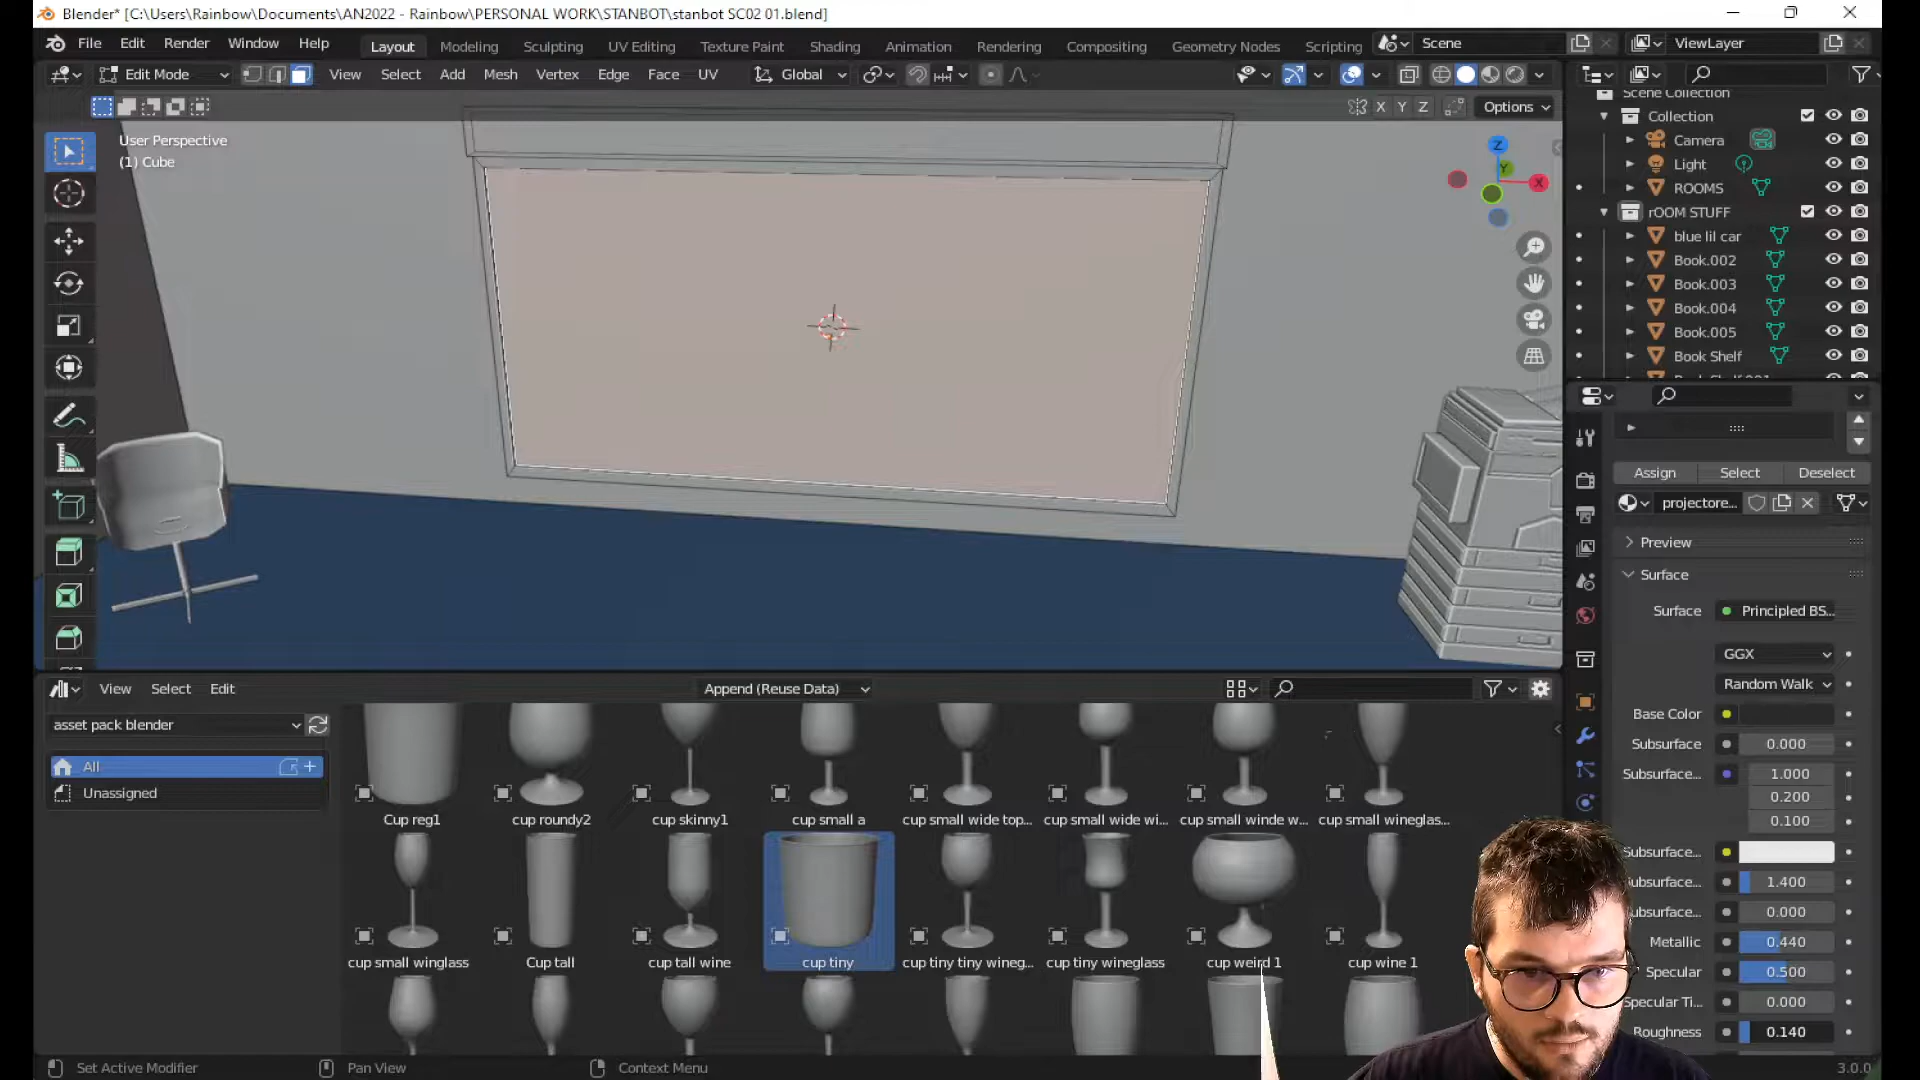 Blender* [C:\Users\Rainbow\Documents\AN2022 - Rainbow\PERSONAL WORK\STANBOT\stanbot SC02 01.blend]
File Edit Render Window Help Layout Modeling Sculpting UV Editing Texture Paint Shading Animation Rendering Compositing Geometry Nodes Scripting Scene ViewLayer
Edit Mode View Select Add Mesh Vertex Edge Face UV Global
X Y Z Options
User Perspective
(1) Cube
Z
Y
X
Scene Collection
Collection
Camera
Light
ROOMS
rOOM STUFF
blue lil car
Book.002
Book.003
Book.004
Book.005
Book Shelf
Assign Select Deselect
projectore...
Preview
Surface
Surface Principled BS...
GGX
Random Walk
Base Color
Subsurface 0.000
Subsurface... 1.000
0.200
0.100
Subsurface...
ubsurface... 1.400
ubsurface... 0.000
Metallic 0.440
Specular 0.500
Specular Ti... 0.000
Roughness 0.140
View Select Edit Append (Reuse Data)
asset pack blender
All
Unassigned
Cup reg1 cup roundy2 cup skinny1 cup small a cup small wide top... cup small wide wi... cup small winde w... cup small wineglas...
cup small winglass Cup tall cup tall wine cup tiny cup tiny tiny wineg... cup tiny wineglass cup weird 1 cup wine 1
Set Active Modifier Pan View Context Menu 3.0.0